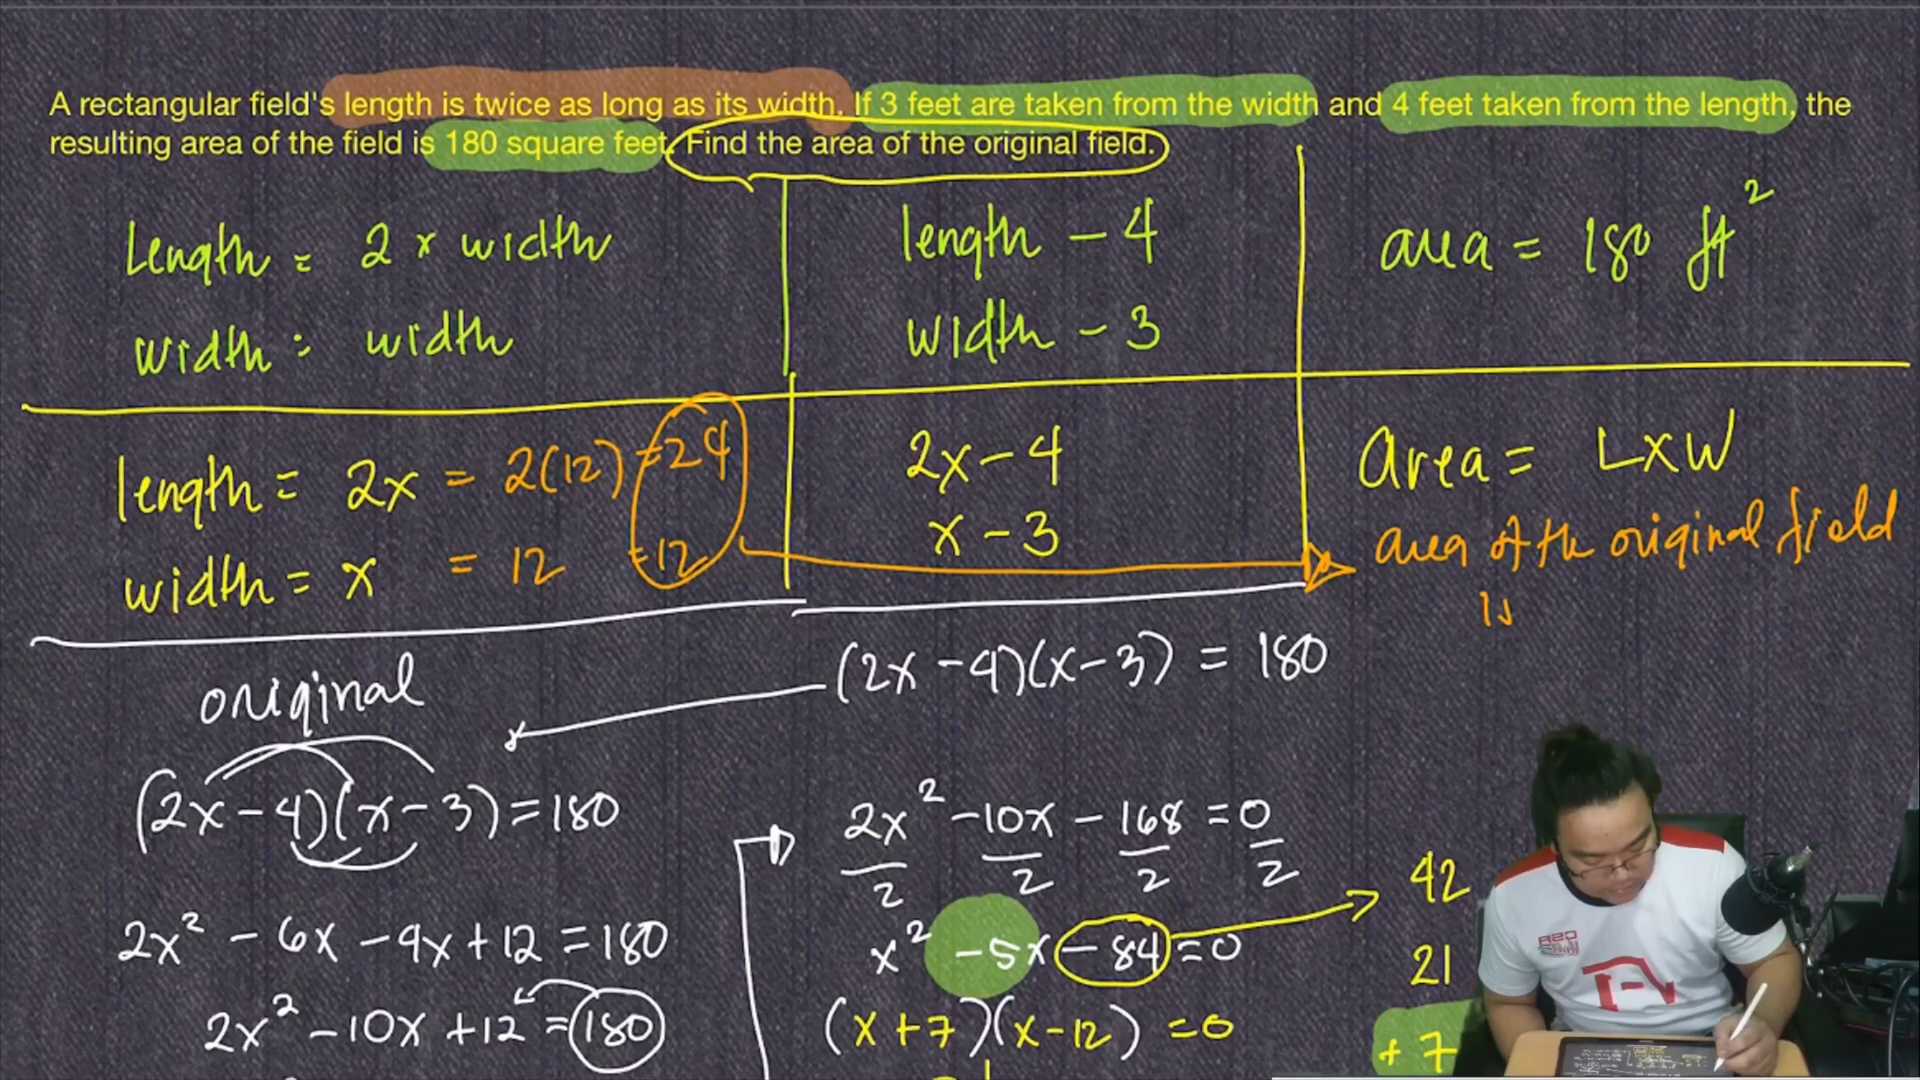 A rectangular field's length is twice as long as its width. If 3 feet are taken from the width and 4 feet taken from the length, the
resulting area of the field is 180 square feet. Find the area of the original field.
Length = 2 x width
width = width
length - 4
width - 3
area = 180 ft²
length = 2x = 2(12) = 24
width = x = 12 = 12
2x - 4
x - 3
Area = L x W
area of the original field
is
original
(2x - 4)(x - 3) = 180
(2x - 4)(x - 3) = 180
2x² - 6x - 4x + 12 = 180
2x² - 10x + 12 = 180
2x² - 10x - 168 = 0
2 2 2 2
x² - 5x - 84 = 0
(x + 7)(x - 12) = 0
42
21
+ 7